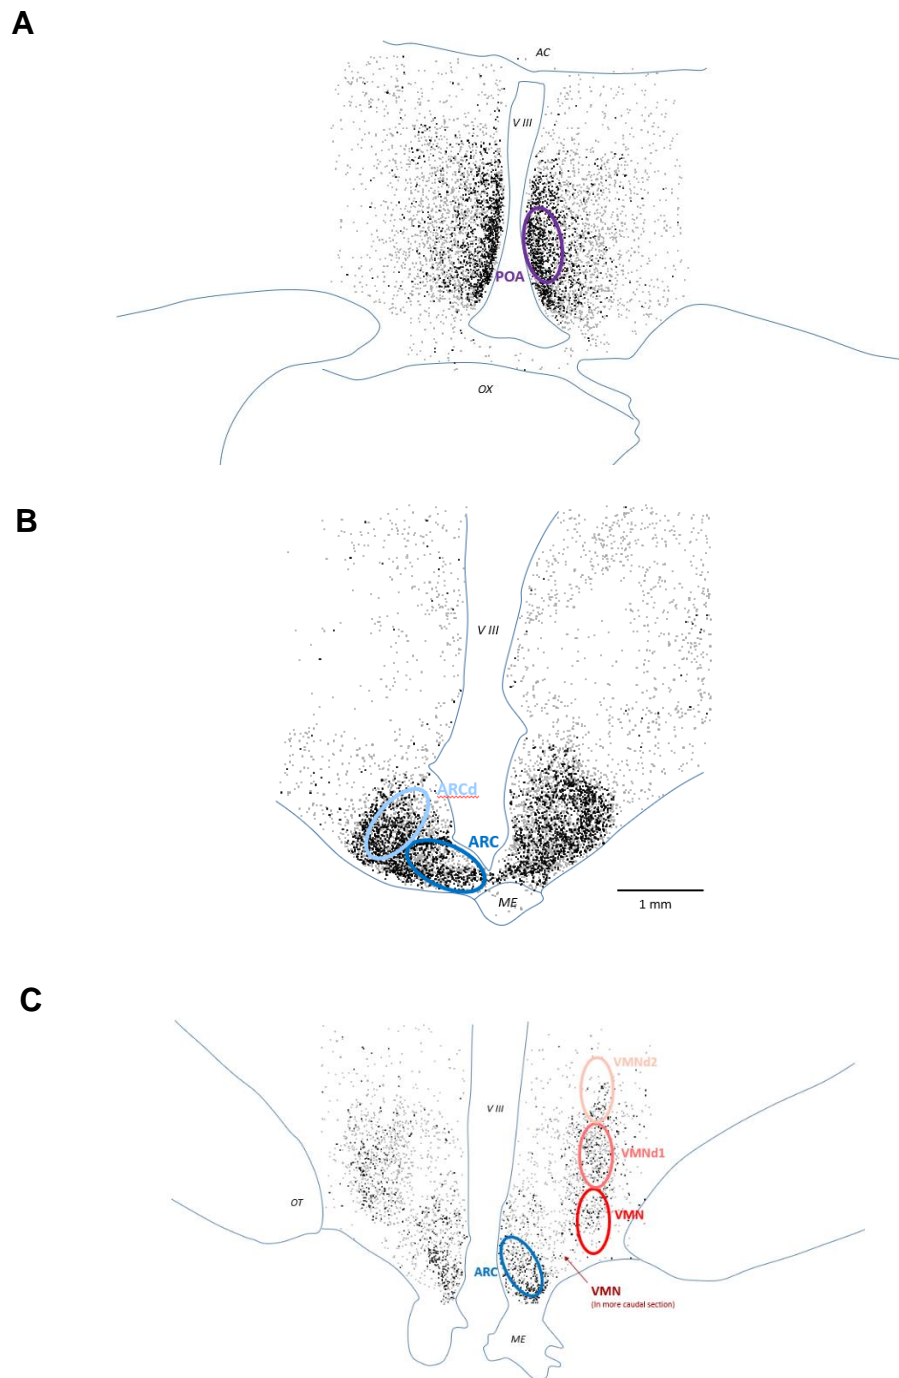 A
AC
V III
POA
OX
B
V III
ARCd
ARC
ME
1 mm
C
VMNd2
V III
VMNd1
OT
VMN
ARC
VMN
(In more caudal section)
ME